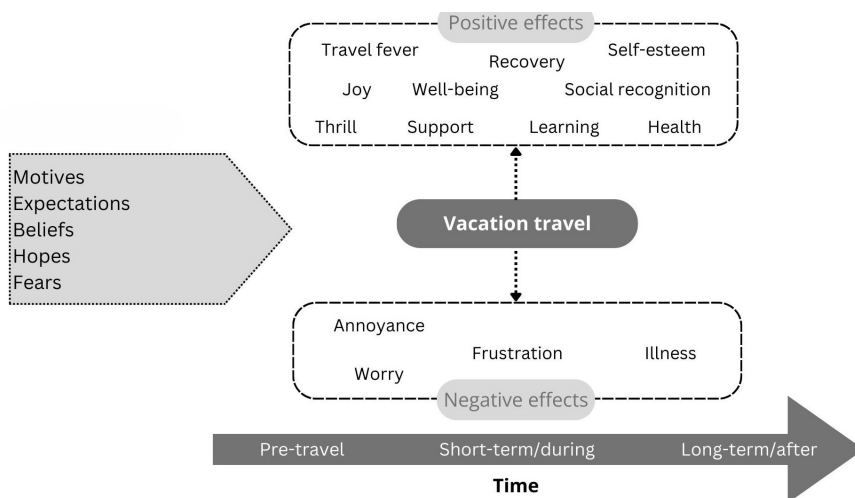 Positive effects
Travel fever
Recovery
Self-esteem
Joy
Well-being
Social recognition
Thrill
Support
Learning
Health
Motives
Expectations
Beliefs
Hopes
Fears
Vacation travel
Annoyance
Frustration
Illness
Worry
Negative effects
Pre-travel
Short-term/during
Long-term/after
Time